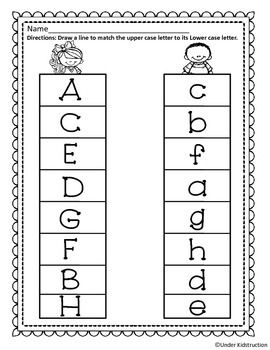 Name
Directions: Draw a line to match the upper case letter to its Lower case letter.
A c
C b
E f
D a
G g
F h
B d
H e
©Under Kidstruction